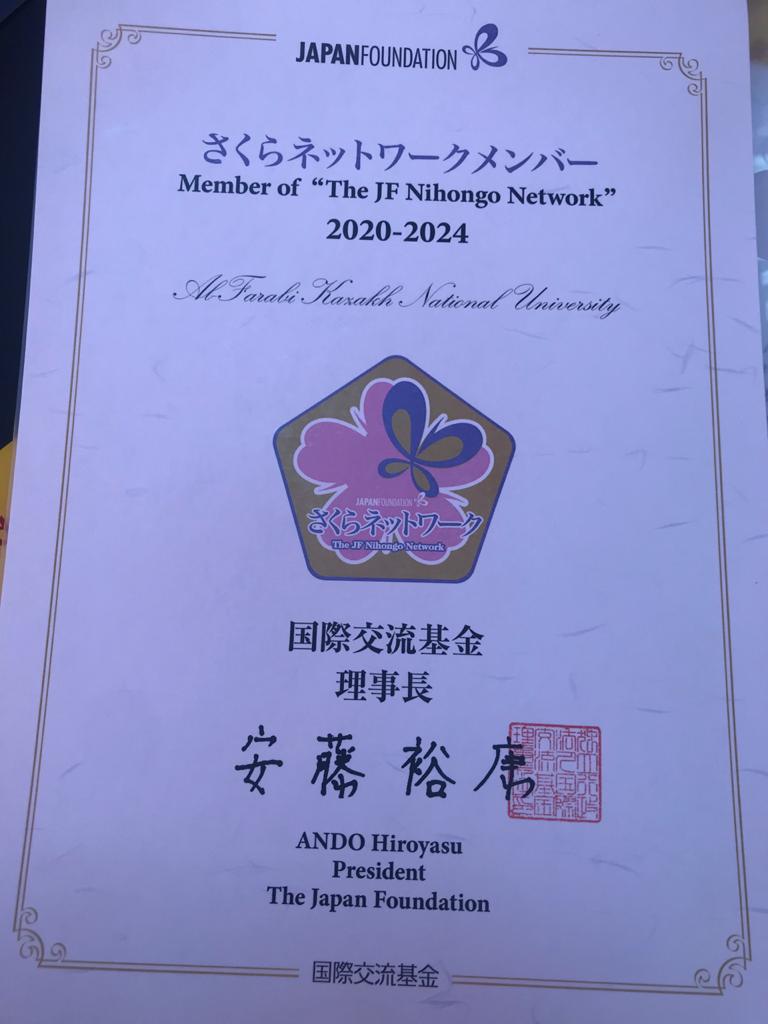 JAPANFOUNDATION
さくらネットワークメンバー
Member of “The JF Nihongo Network”
2020-2024
Al-Farabi Kazakh National University
JAPANFOUNDATION
さくらネットワーク
The JF Nihongo Network
国際交流基金
理事長
安藤裕康
ANDO Hiroyasu
President
The Japan Foundation
国際交流基金